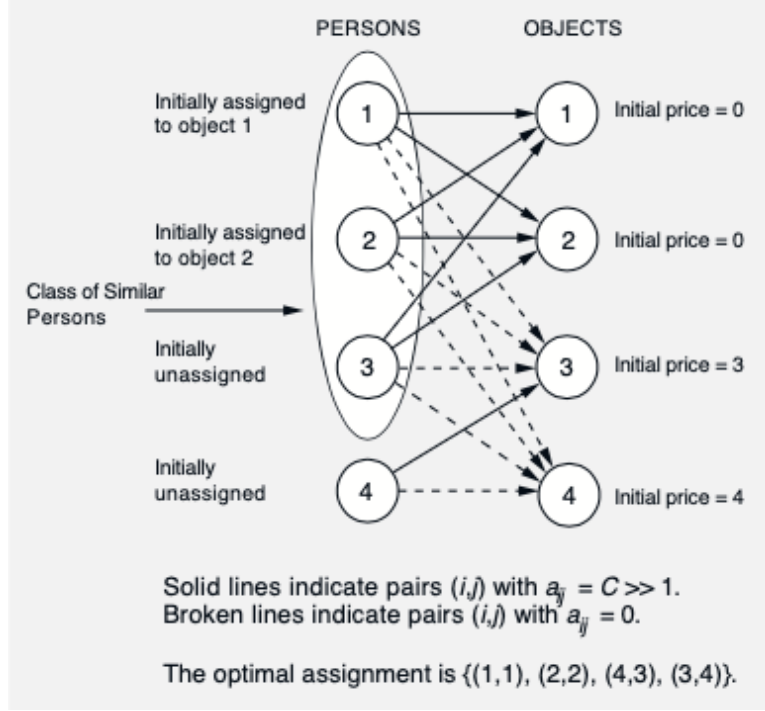 PERSONS OBJECTS
Initially assigned
to object 1
1
1
Initial price = 0
Initially assigned
to object 2
2
2
Initial price = 0
Class of Similar
Persons
Initially
unassigned
3
3
Initial price = 3
Initially
unassigned
4
4
Initial price = 4
Solid lines indicate pairs (i,j) with a_ij = C >> 1.
Broken lines indicate pairs (i,j) with a_ij = 0.
The optimal assignment is {(1,1), (2,2), (4,3), (3,4)}.